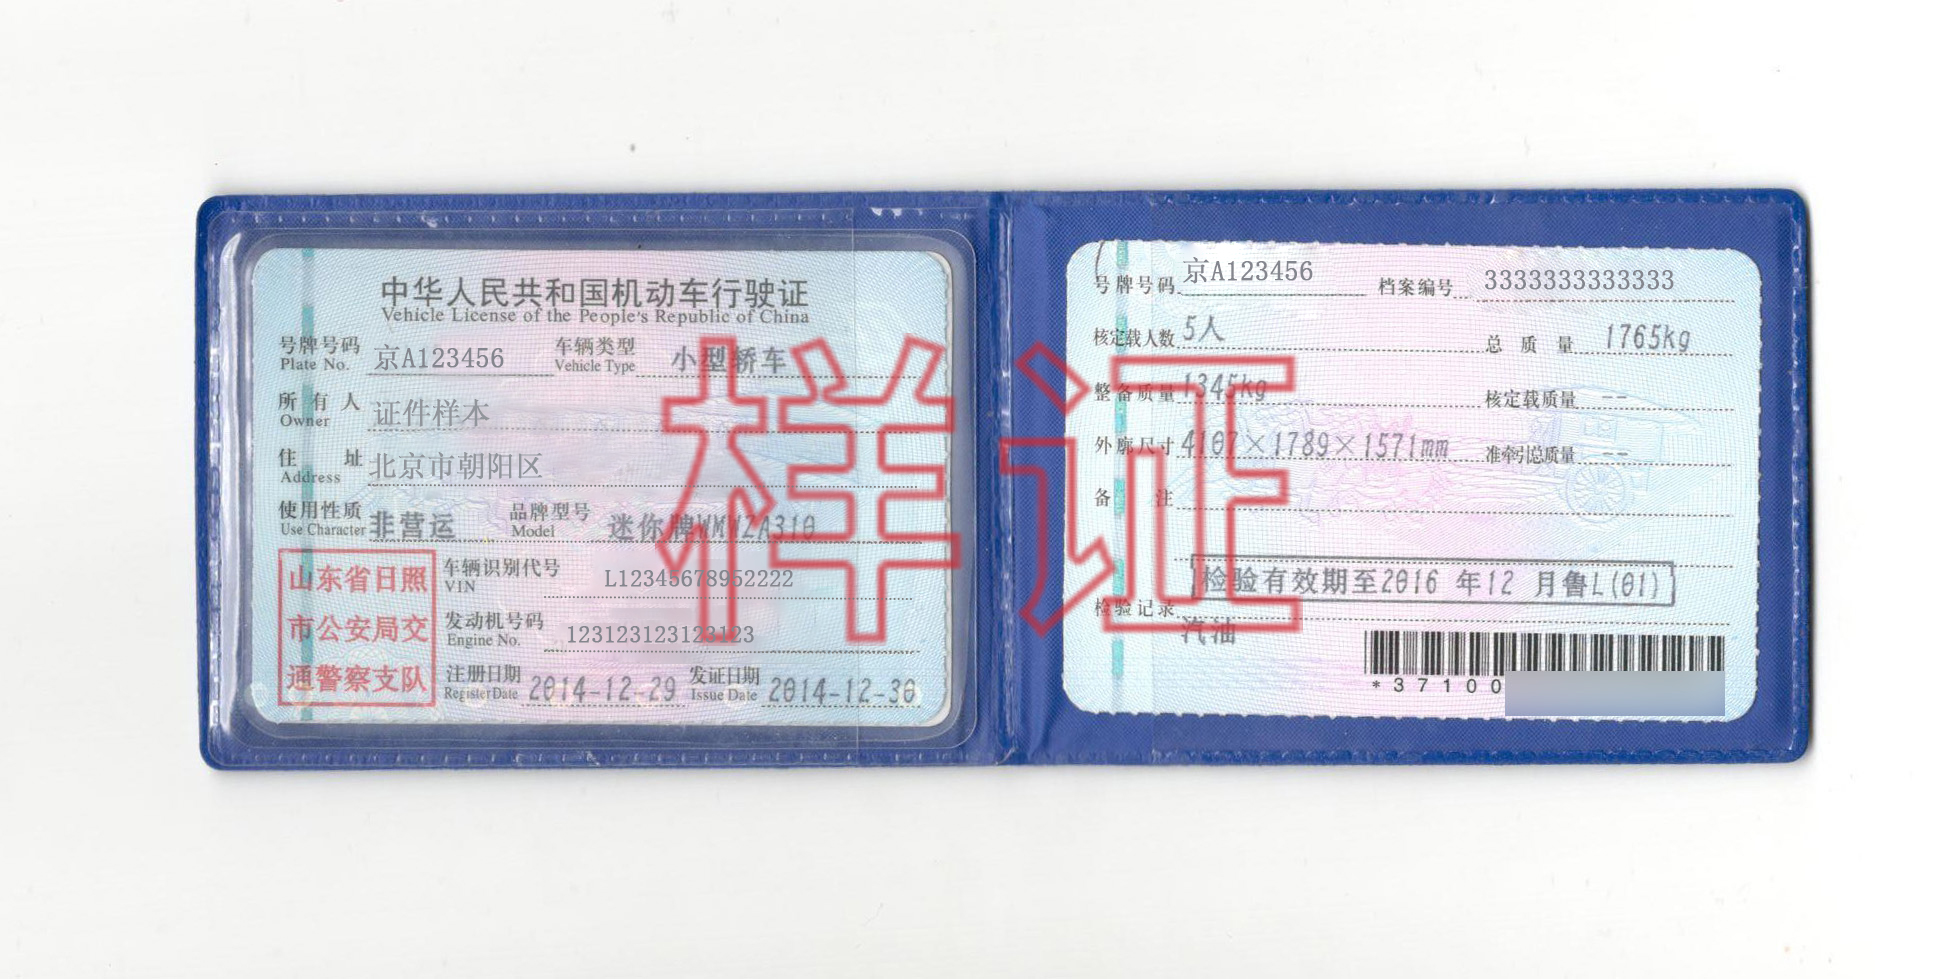 中华人民共和国机动车行驶证
Vehicle License of the People's Republic of China
号牌号码 京A123456 车辆类型 小型轿车
Plate No. Vehicle Type
所有人 证件样本
Owner
住址 北京市朝阳区
Address
使用性质 非营运 品牌型号 迷你牌WMWZA310
Use Character Model
山东省日照
市公安局交
通警察支队
车辆识别代号 L12345678952222
VIN
发动机号码 123123123123123
Engine No.
注册日期 2014-12-29 发证日期 2014-12-30
Register Date Issue Date
号牌号码 京A123456 档案编号 3333333333333
核定载人数 5人 总质量 1765kg
整备质量 1345kg 核定载质量 --
外廓尺寸 4107×1789×1571mm 准牵引总质量 --
备注
检验有效期至2016 年12 月鲁L(01)
检验记录
汽油
*37100
样证